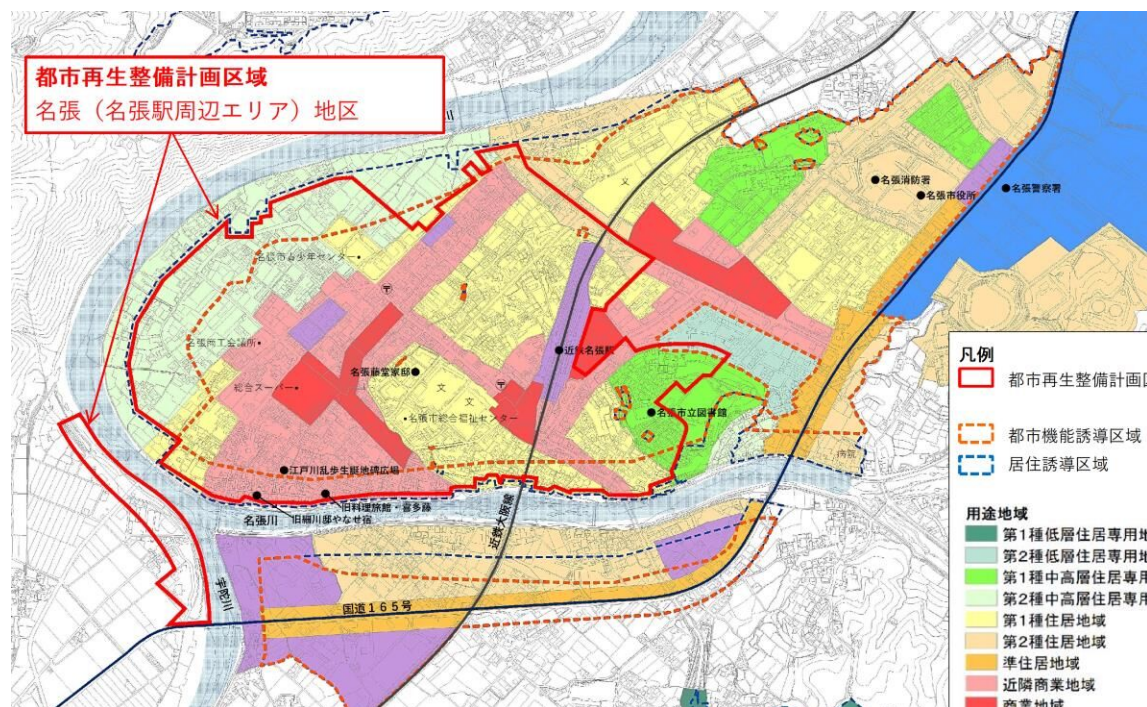 都市再生整備計画区域
名張（名張駅周辺エリア）地区
川
文
名張消防署
名張市役所
名張警察署
名張市青少年センター
〒
名張商工会議所
近鉄名張駅
総合スーパー
名張藤堂家邸
文
〒
文
名張市総合福祉センター
名張市立図書館
病院
江戸川乱歩生誕地碑広場
旧料理旅館・喜多藤
名張川
旧細川邸やなせ宿
近鉄大阪線
宇陀川
国道165号
凡例
都市再生整備計画区
都市機能誘導区域
居住誘導区域
用途地域
第1種低層住居専用地
第2種低層住居専用地
第1種中高層住居専用
第2種中高層住居専用
第1種住居地域
第2種住居地域
準住居地域
近隣商業地域
商業地域